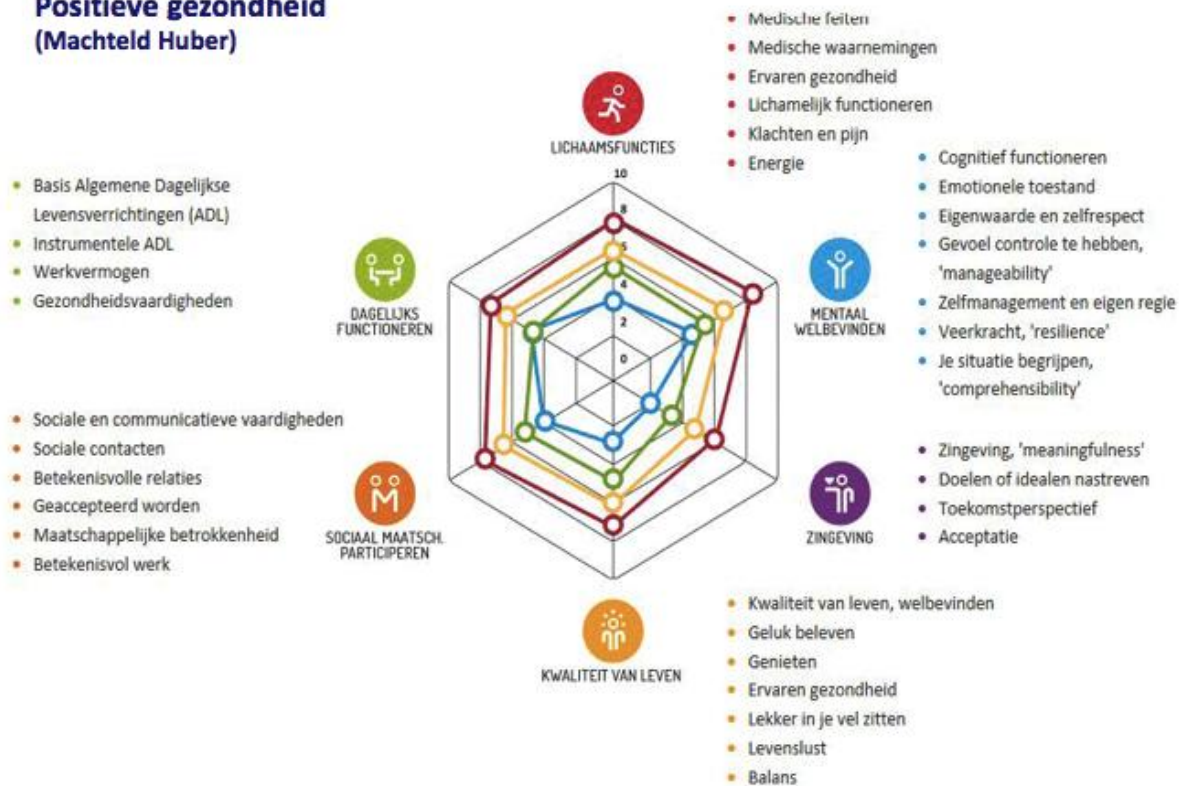 Positieve gezondheid
(Machteld Huber)
• Medische feiten
• Medische waarnemingen
• Ervaren gezondheid
• Lichamelijk functioneren
• Klachten en pijn
• Energie
LICHAAMSFUNCTIES
• Cognitief functioneren
• Emotionele toestand
• Eigenwaarde en zelfrespect
• Gevoel controle te hebben,
'manageability'
• Zelfmanagement en eigen regie
• Veerkracht, 'resilience'
• Je situatie begrijpen,
'comprehensibility'
MENTAAL
WELBEVINDEN
• Basis Algemene Dagelijkse
Levensverrichtingen (ADL)
• Instrumentele ADL
• Werkvermogen
• Gezondheidsvaardigheden
DAGELIJKS
FUNCTIONEREN
10
8
4
2
0
• Sociale en communicatieve vaardigheden
• Sociale contacten
• Betekenisvolle relaties
• Geaccepteerd worden
• Maatschappelijke betrokkenheid
• Betekenisvol werk
SOCIAAL MAATSCH.
PARTICIPEREN
• Zingeving, 'meaningfulness'
• Doelen of idealen nastreven
• Toekomstperspectief
• Acceptatie
ZINGEVING
KWALITEIT VAN LEVEN
• Kwaliteit van leven, welbevinden
• Geluk beleven
• Genieten
• Ervaren gezondheid
• Lekker in je vel zitten
• Levenslust
• Balans